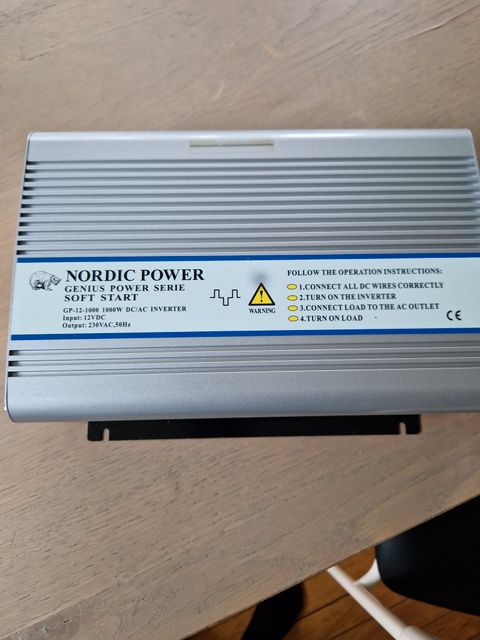 NORDIC POWER
GENIUS POWER SERIE
SOFT START
GP-12-1000 1000W DC/AC INVERTER
Input: 12VDC
Output: 230VAC,50Hz
WARNING
FOLLOW THE OPERATION INSTRUCTIONS:
1.CONNECT ALL DC WIRES CORRECTLY
2.TURN ON THE INVERTER
3.CONNECT LOAD TO THE AC OUTLET
4.TURN ON LOAD
CE